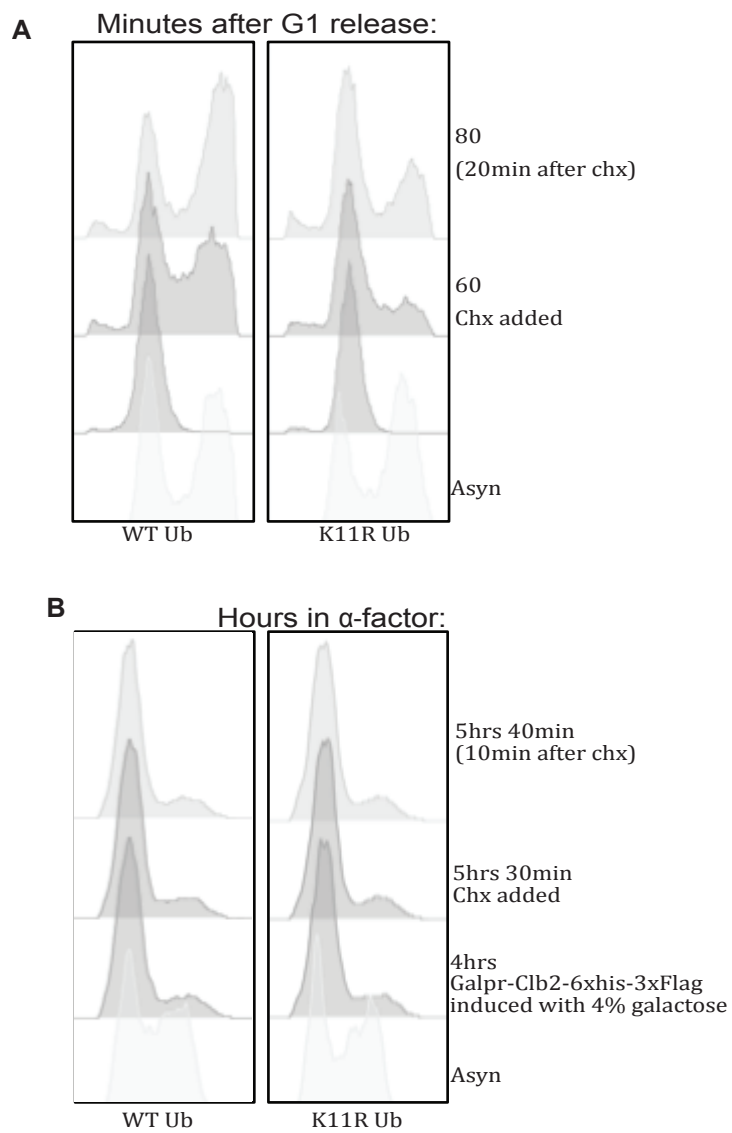 A
Minutes after G1 release:
80
(20min after chx)
60
Chx added
Asyn
WT Ub
K11R Ub
B
Hours in α-factor:
5hrs 40min
(10min after chx)
5hrs 30min
Chx added
4hrs
Galpr-Clb2-6xhis-3xFlag
induced with 4% galactose
Asyn
WT Ub
K11R Ub